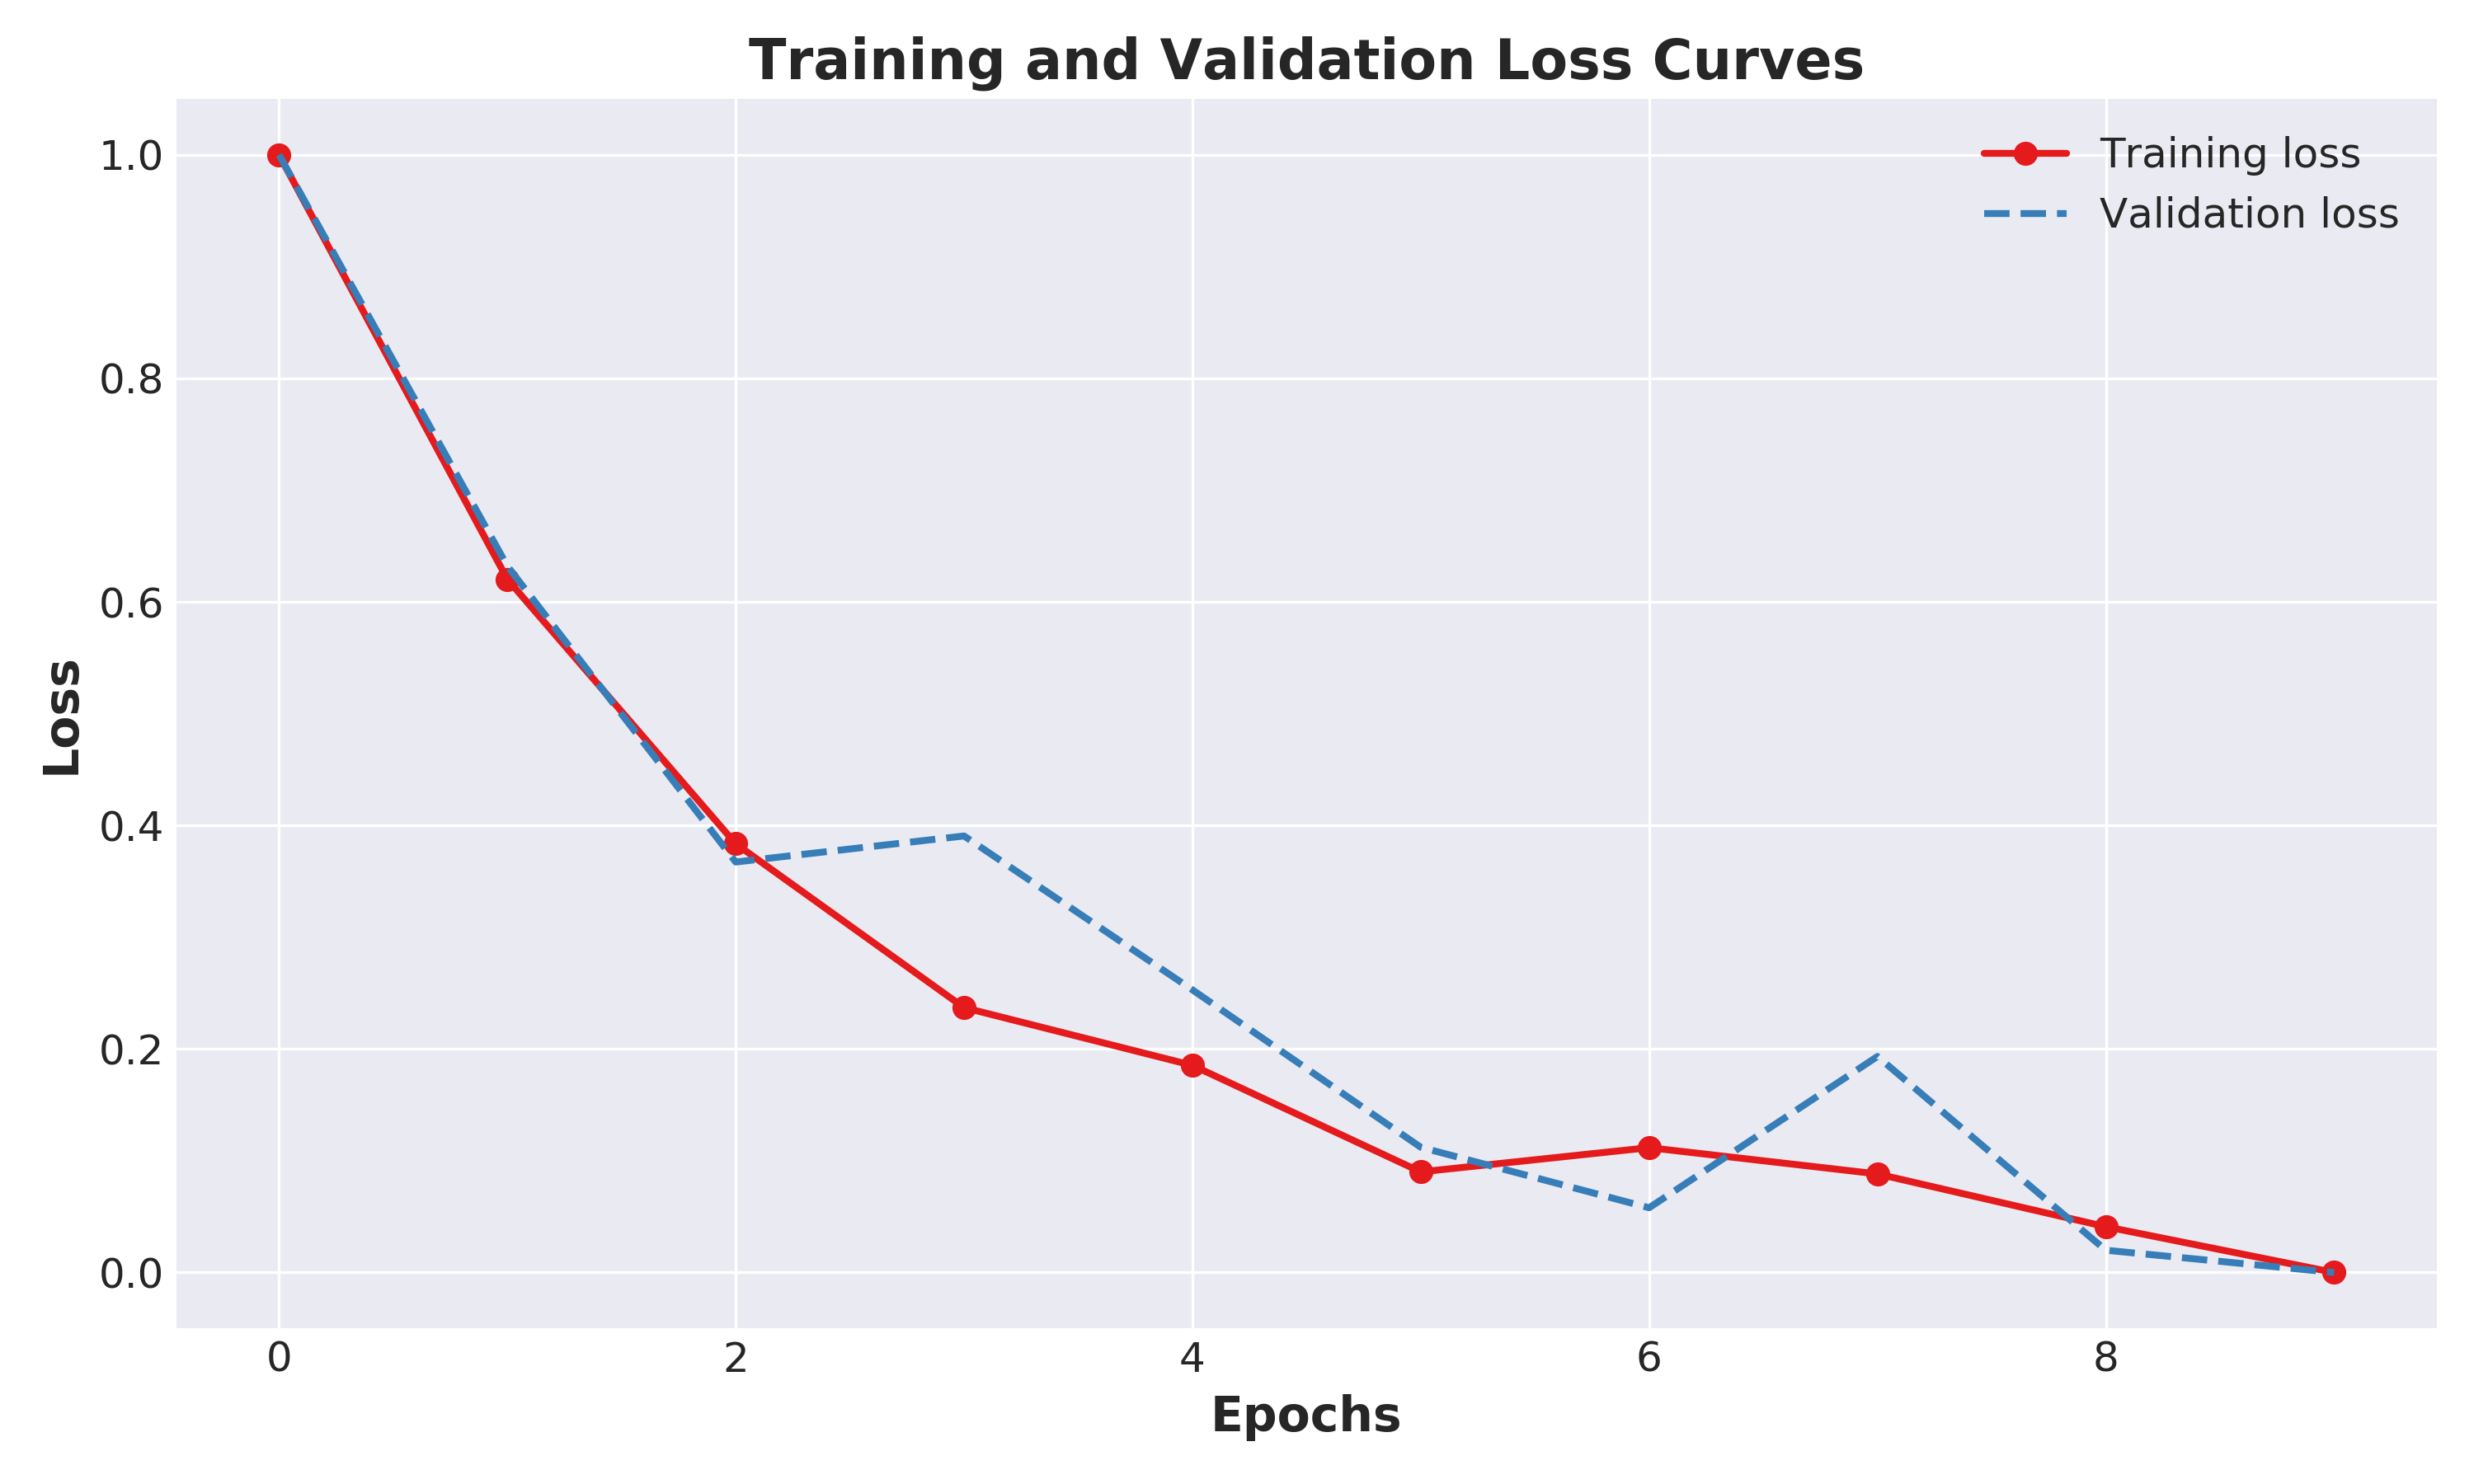 Training and Validation Loss Curves
Training loss
Validation loss
1.0
0.8
0.6
0.4
0.2
0.0
Loss
0 2 4 6 8
Epochs